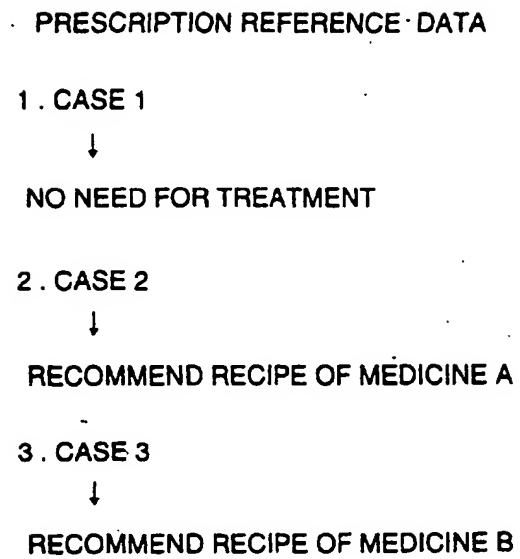 PRESCRIPTION REFERENCE DATA
1. CASE 1
↓
NO NEED FOR TREATMENT
2. CASE 2
↓
RECOMMEND RECIPE OF MEDICINE A
3. CASE 3
↓
RECOMMEND RECIPE OF MEDICINE B